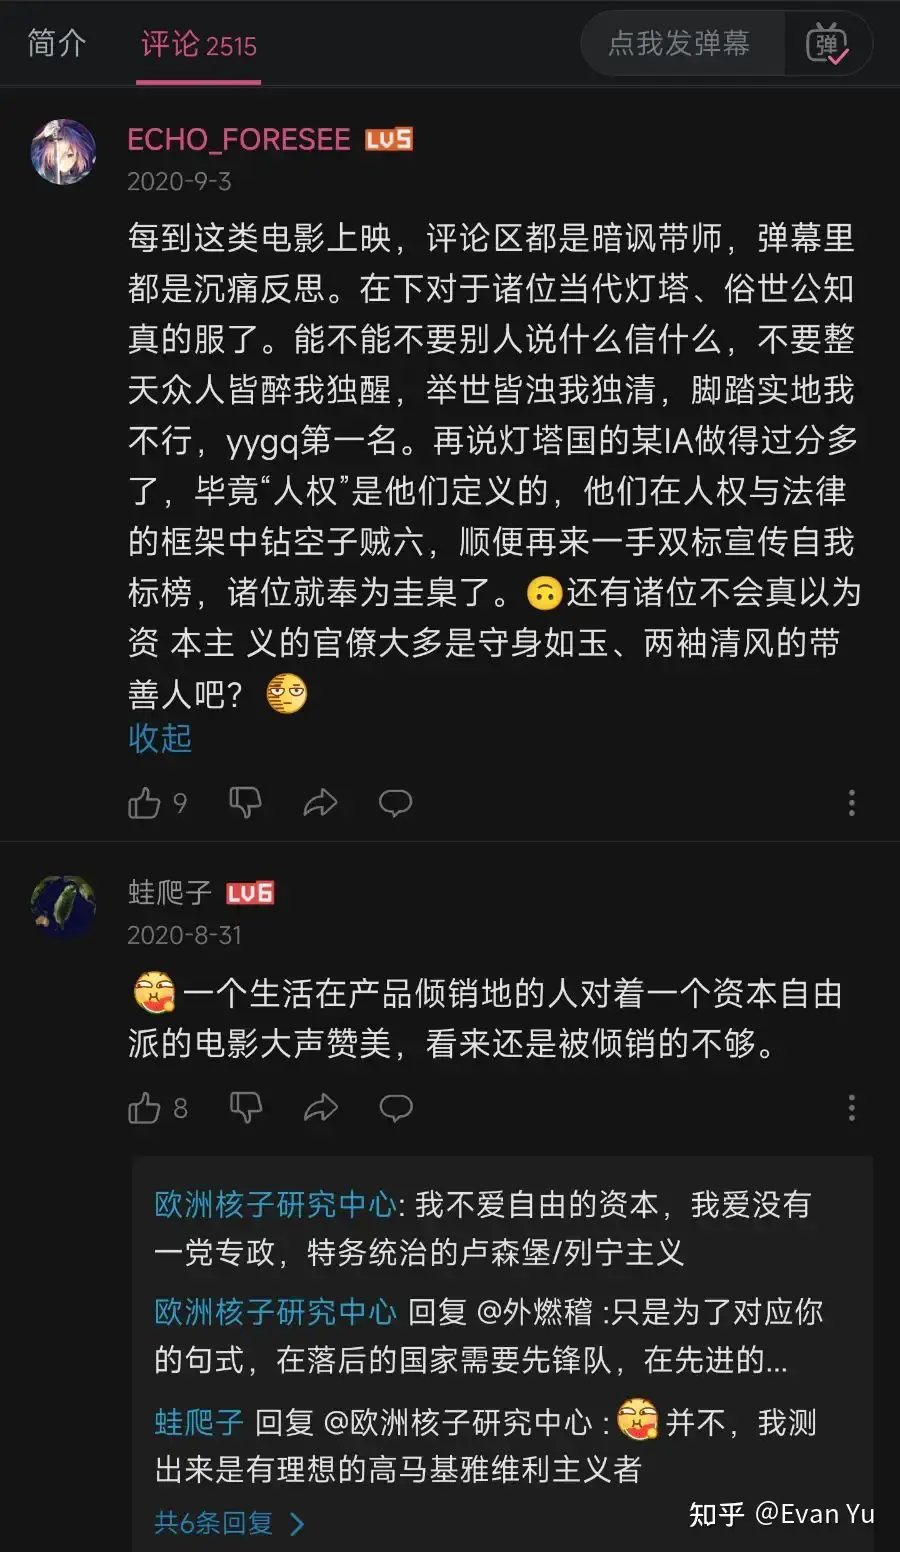 简介
评论 2515
点我发弹幕
弹
ECHO_FORESEE LV5
2020-9-3
每到这类电影上映，评论区都是暗讽带师，弹幕里
都是沉痛反思。在下对于诸位当代灯塔、俗世公知
真的服了。能不能不要别人说什么信什么，不要整
天众人皆醉我独醒，举世皆浊我独清，脚踏实地我
不行，yygq第一名。再说灯塔国的某IA做得过分多
了，毕竟“人权”是他们定义的，他们在人权与法律
的框架中钻空子贼六，顺便再来一手双标宣传自我
标榜，诸位就奉为圭臬了。🙃还有诸位不会真以为
资 本主 义的官僚大多是守身如玉、两袖清风的带
善人吧？
收起
9
蛙爬子 LV6
2020-8-31
一个生活在产品倾销地的人对着一个资本自由
派的电影大声赞美，看来还是被倾销的不够。
8
欧洲核子研究中心: 我不爱自由的资本，我爱没有
一党专政，特务统治的卢森堡/列宁主义
欧洲核子研究中心 回复 @外燃稽 :只是为了对应你
的句式，在落后的国家需要先锋队，在先进的...
蛙爬子 回复 @欧洲核子研究中心 :并不，我测
出来是有理想的高马基雅维利主义者
共6条回复 >
知乎 @Evan Yu